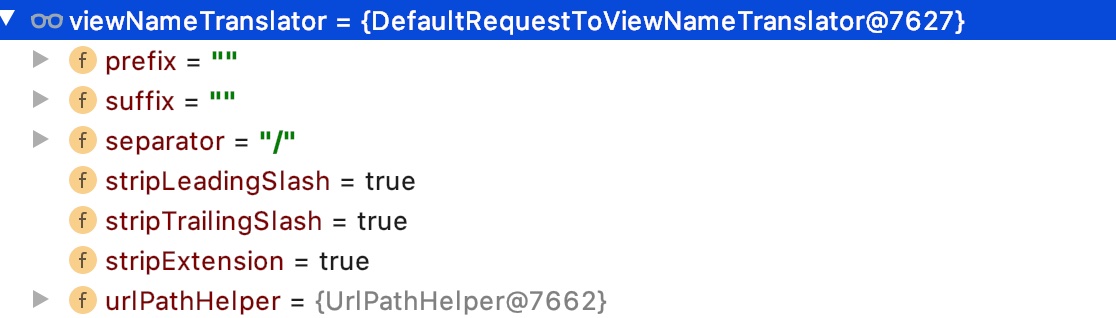 viewNameTranslator = {DefaultRequestToViewNameTranslator@7627}
f prefix = ""
f suffix = ""
f separator = "/"
f stripLeadingSlash = true
f stripTrailingSlash = true
f stripExtension = true
f urlPathHelper = {UrlPathHelper@7662}